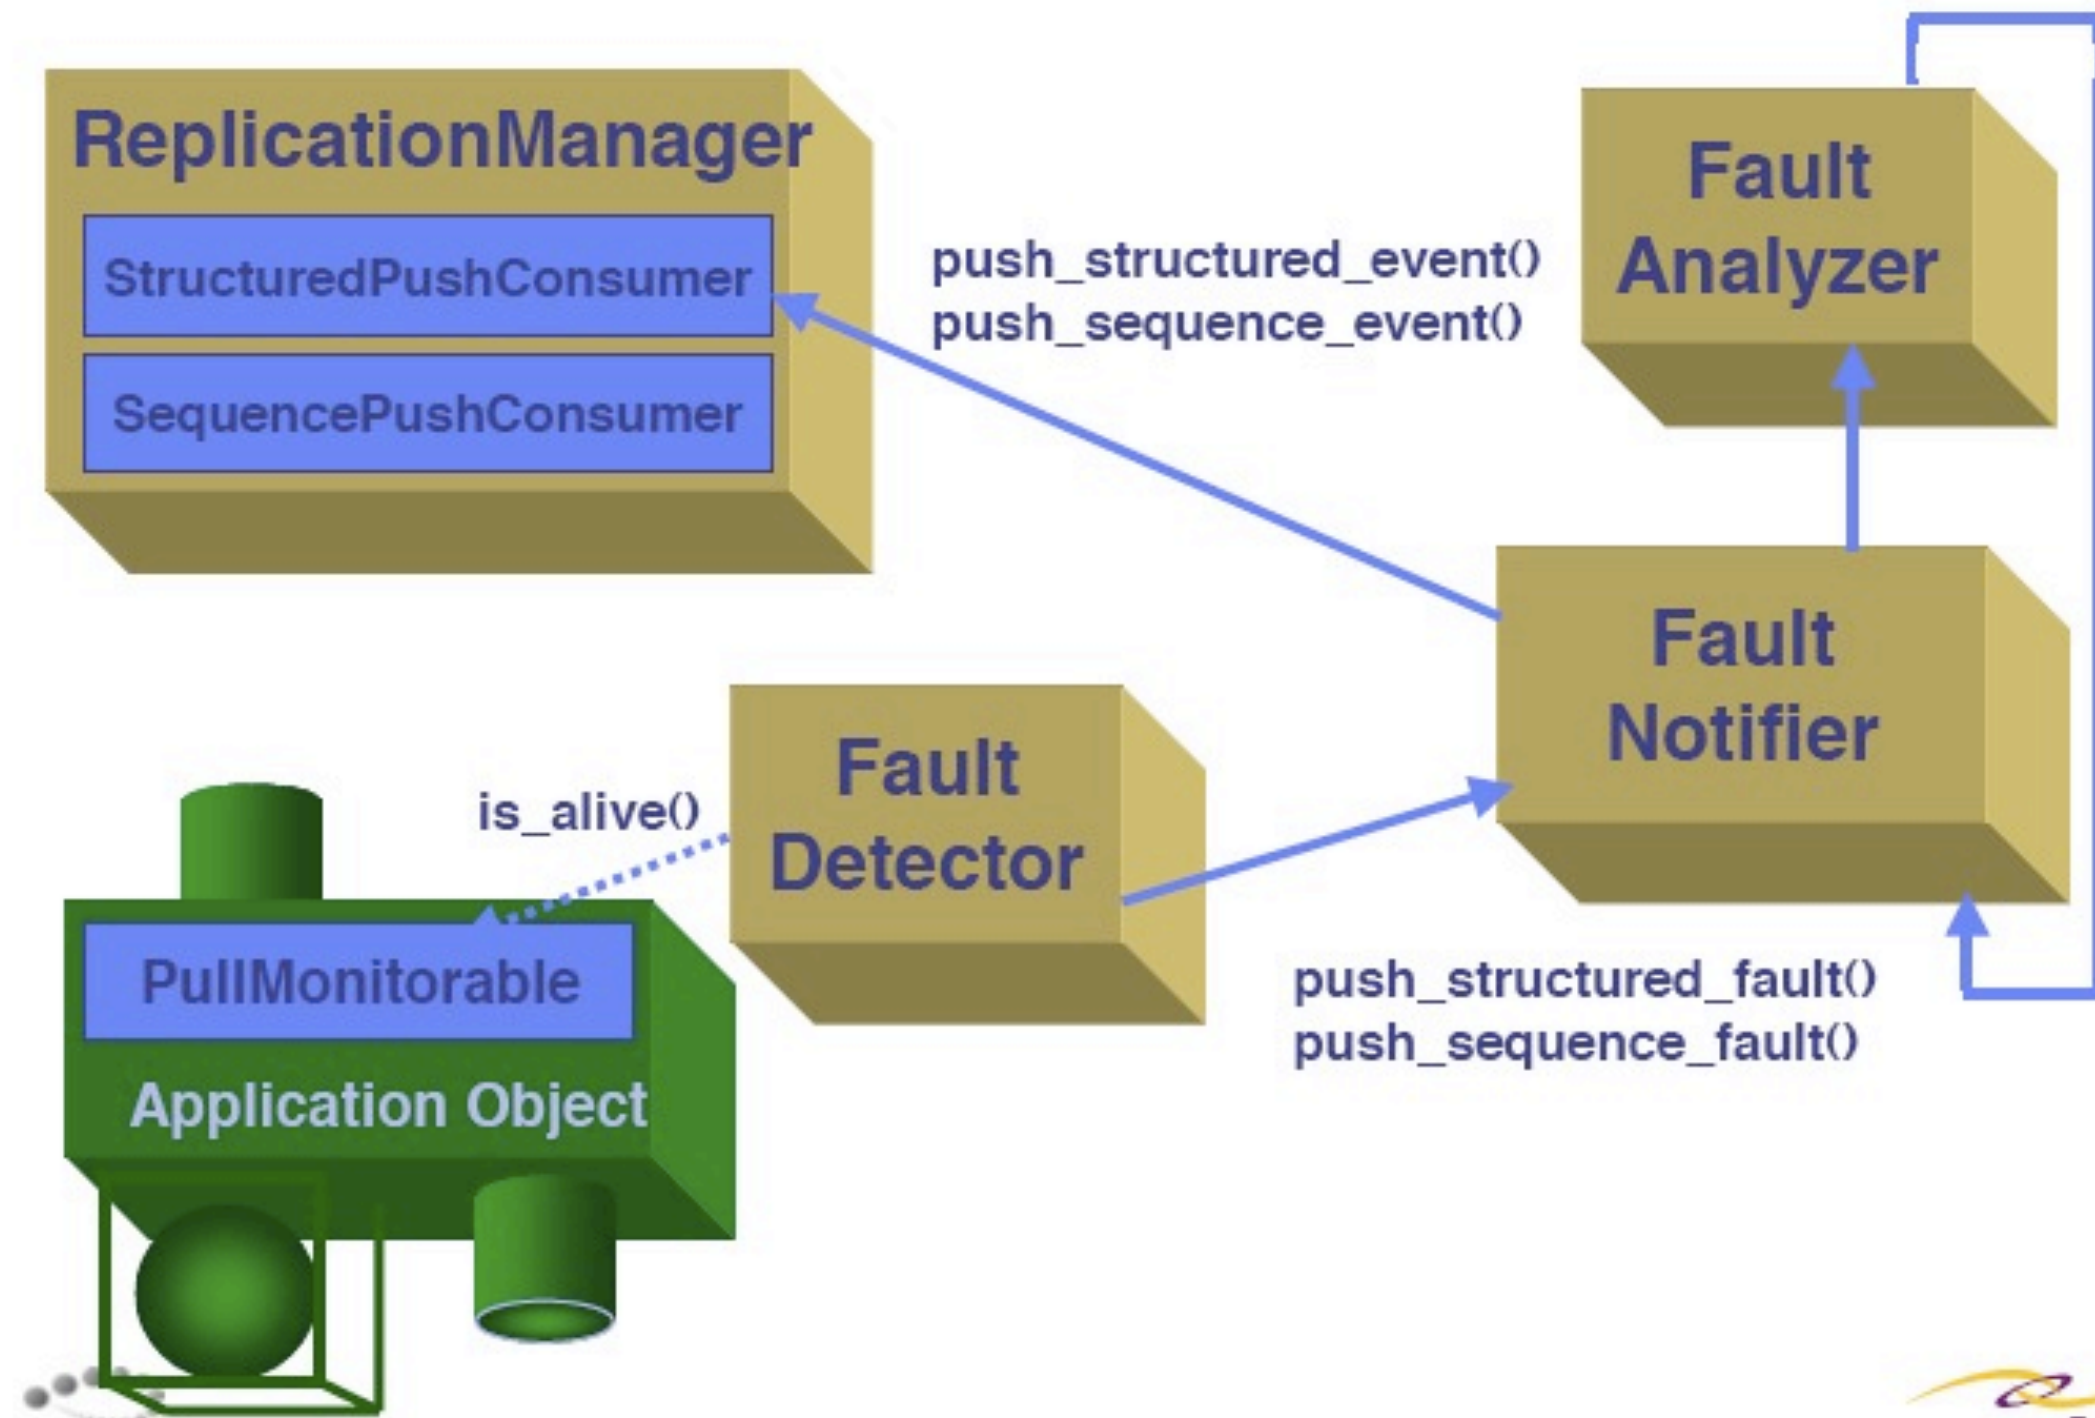 ReplicationManager
StructuredPushConsumer
SequencePushConsumer
push_structured_event()
push_sequence_event()
Fault
Analyzer
Fault
Notifier
Fault
Detector
is_alive()
PullMonitorable
Application Object
push_structured_fault()
push_sequence_fault()